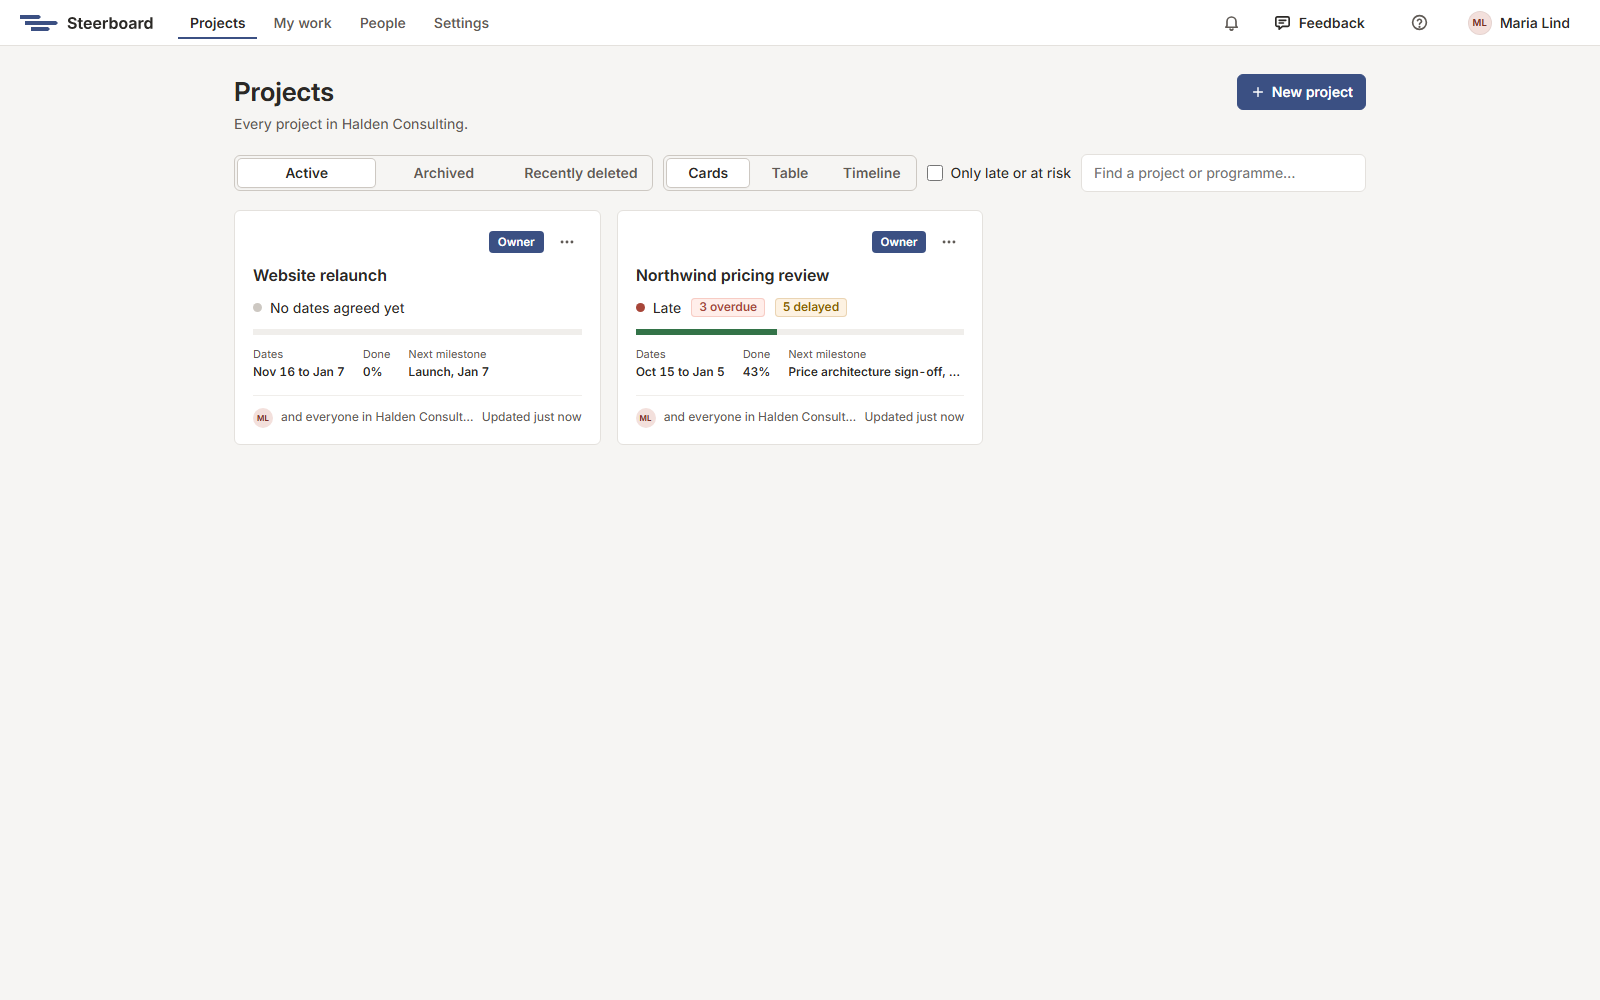 Steerboard Projects My work People Settings Feedback ML Maria Lind
Projects
+ New project
Every project in Halden Consulting.
Active Archived Recently deleted Cards Table Timeline Only late or at risk Find a project or programme...
Owner
Website relaunch
No dates agreed yet
Dates Done Next milestone
Nov 16 to Jan 7 0% Launch, Jan 7
ML and everyone in Halden Consult... Updated just now
Owner
Northwind pricing review
Late 3 overdue 5 delayed
Dates Done Next milestone
Oct 15 to Jan 5 43% Price architecture sign-off, ...
ML and everyone in Halden Consult... Updated just now